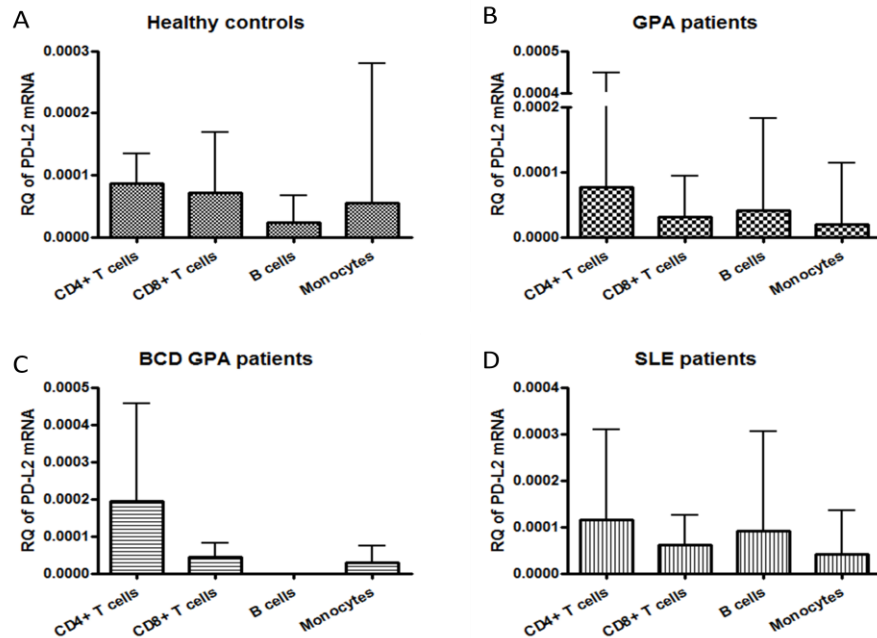 A
Healthy controls
RQ of PD-L2 mRNA
0.0003
0.0002
0.0001
0.0000
CD4+ T cells
CD8+ T cells
B cells
Monocytes
B
GPA patients
RQ of PD-L2 mRNA
0.0005
0.0004
0.0002
0.0001
0.0000
CD4+ T cells
CD8+ T cells
B cells
Monocytes
C
BCD GPA patients
RQ of PD-L2 mRNA
0.0005
0.0004
0.0003
0.0002
0.0001
0.0000
CD4+ T cells
CD8+ T cells
B cells
Monocytes
D
SLE patients
RQ of PD-L2 mRNA
0.0004
0.0003
0.0002
0.0001
0.0000
CD4+ T cells
CD8+ T cells
B cells
Monocytes